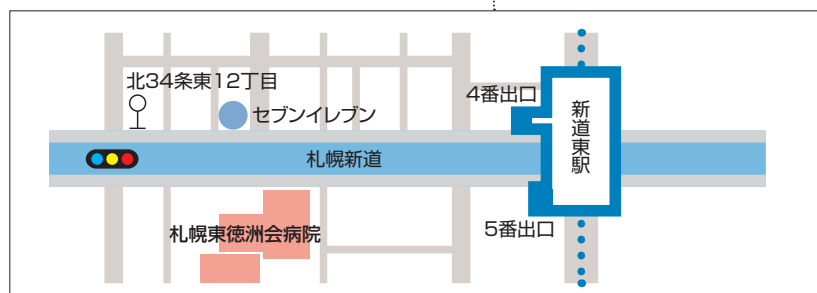 北34条東12丁目
セブンイレブン
4番出口
新道東駅
札幌新道
札幌東徳洲会病院
5番出口